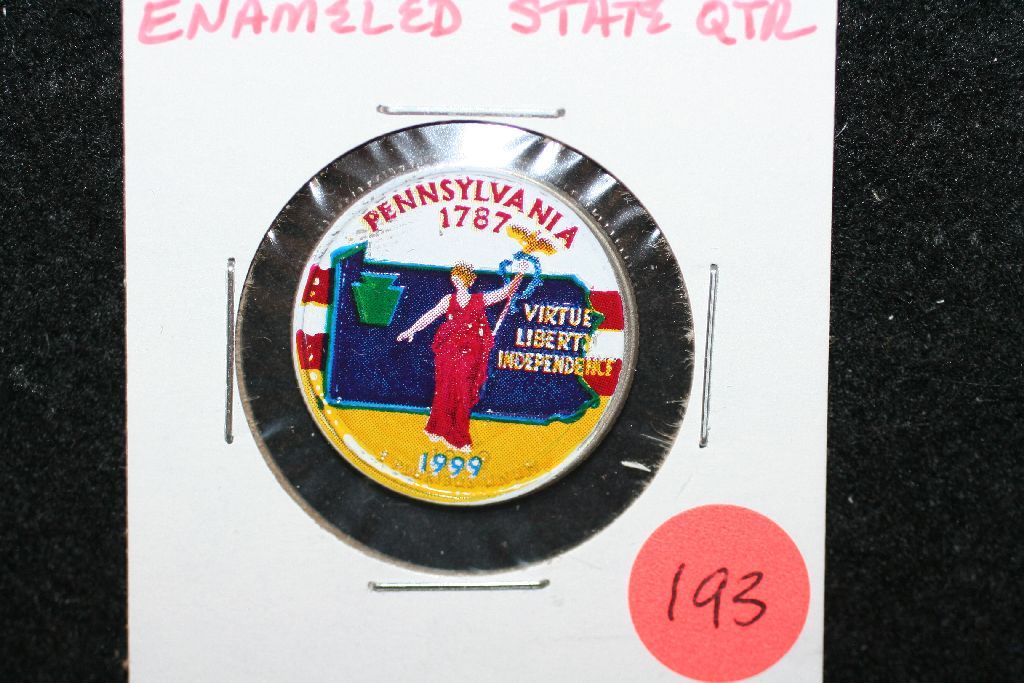 ENAMELED STATE QTR
PENNSYLVANIA
1787
VIRTUE
LIBERTY
INDEPENDENCE
1999
193